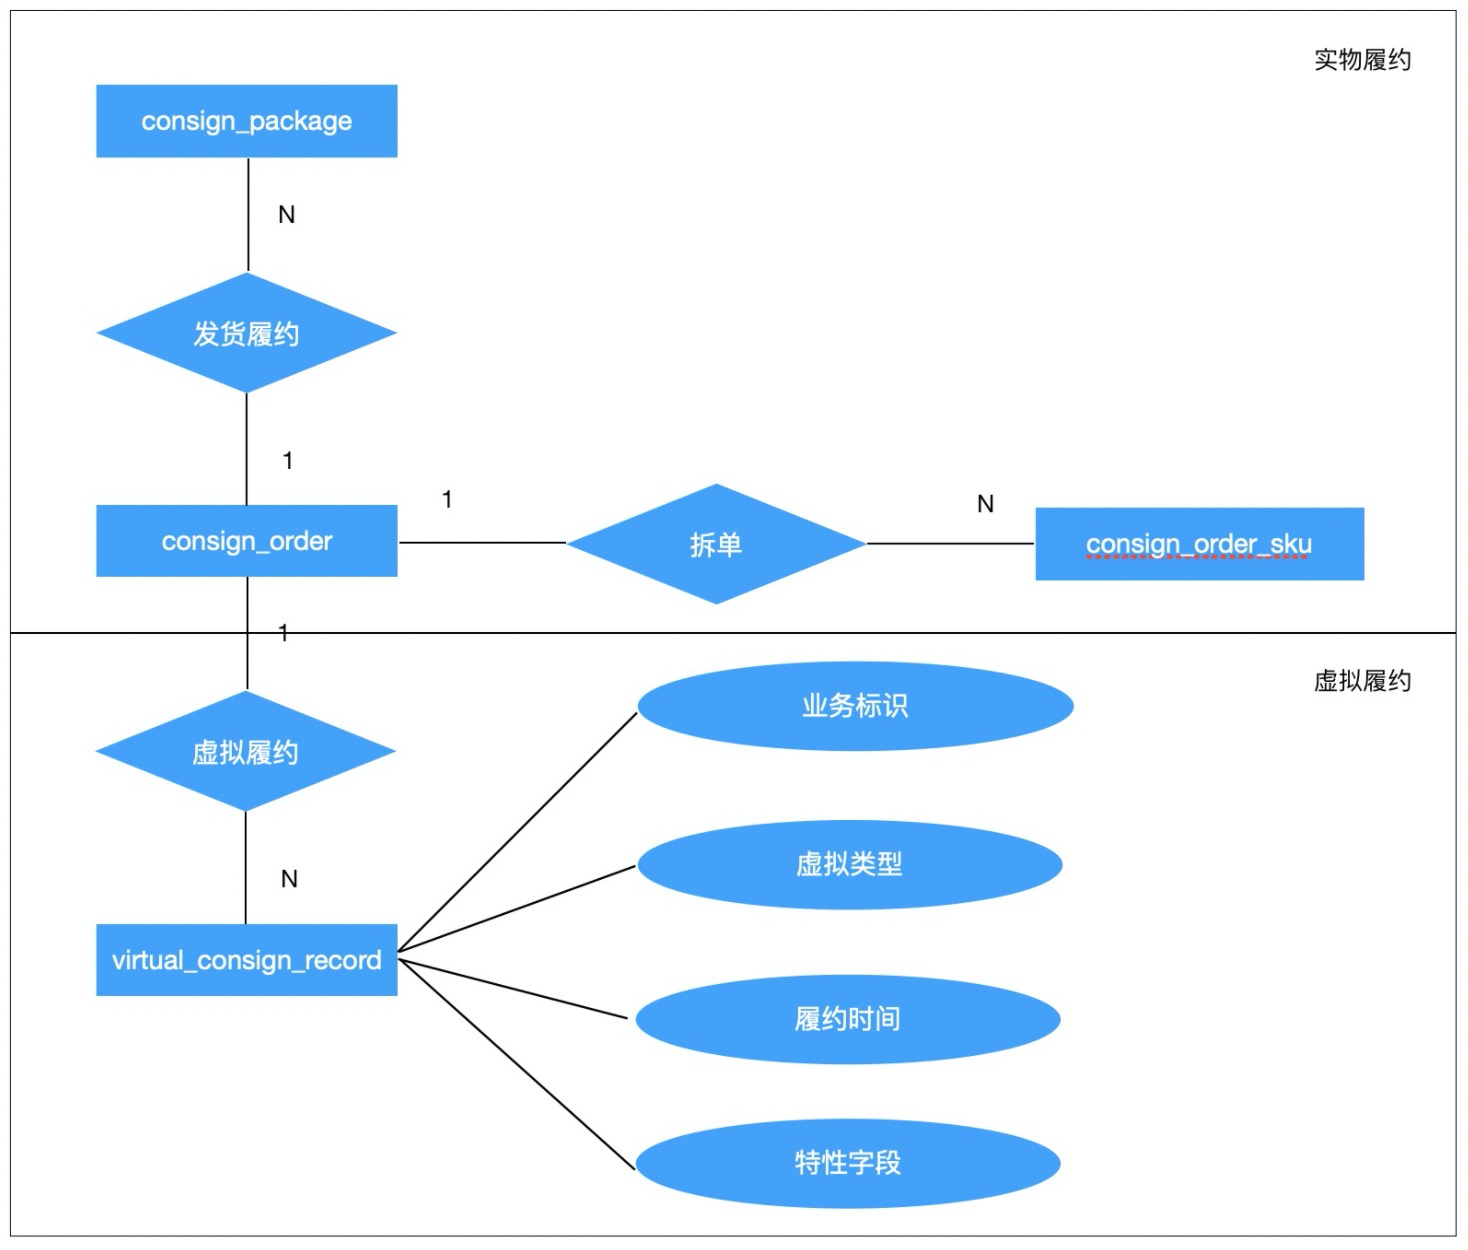 实物履约
consign_package
N
发货履约
1
consign_order
1
拆单
N
consign_order_sku
1
虚拟履约
虚拟履约
N
virtual_consign_record
业务标识
虚拟类型
履约时间
特性字段